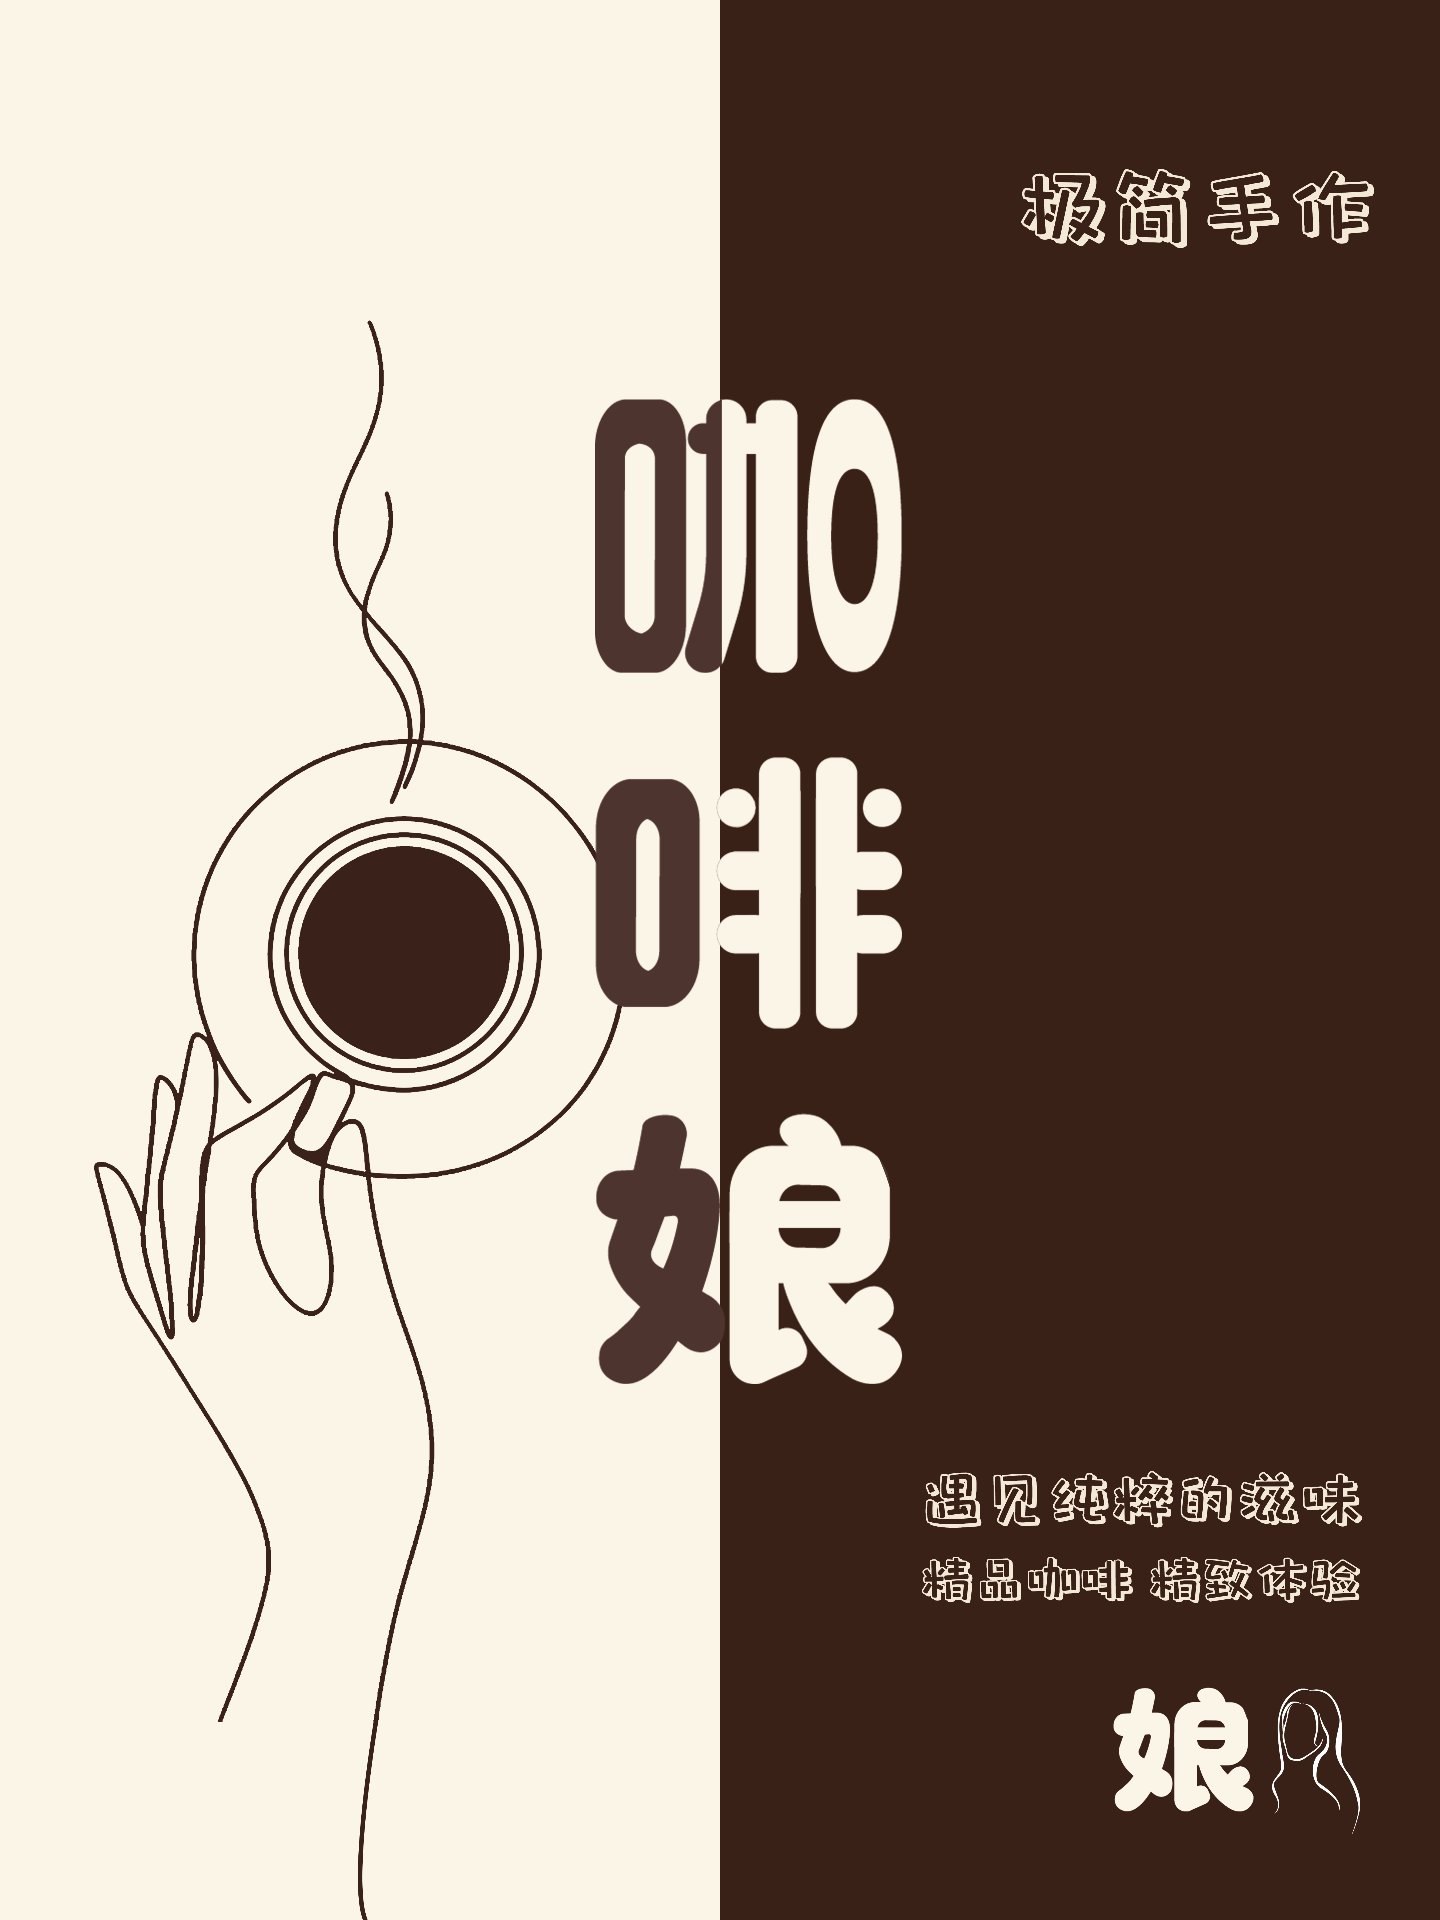 极简手作
咖啡娘
遇见纯粹的滋味
精品咖啡 精致体验
娘